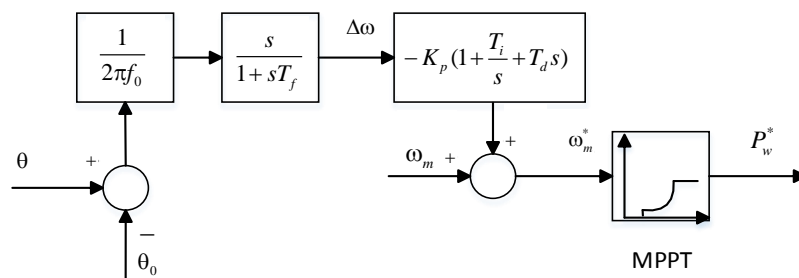 1
2πf₀
s
1 + sT_f
Δω
−K_p(1 + T_i/s + T_d s)
θ
+
−
θ₀
ω_m
+
+
ω_m^*
P_w^*
MPPT